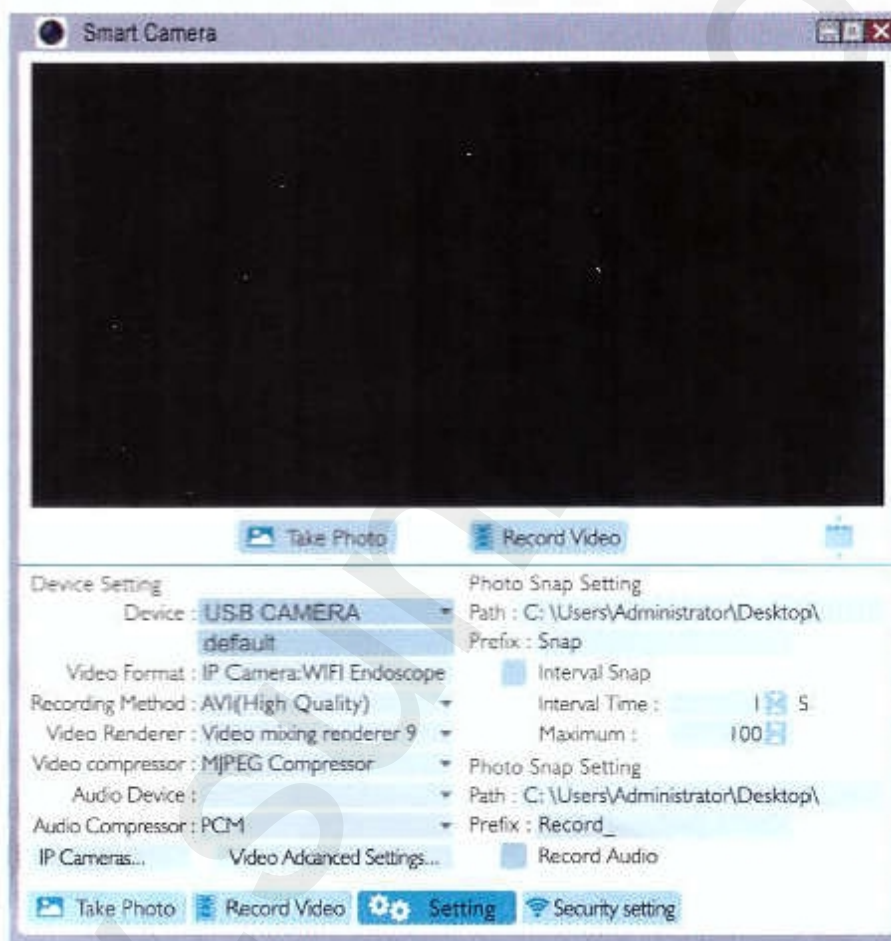 Smart Camera
Take Photo
Record Video
Device Setting
Device : USB CAMERA
default
Video Format : IP Camera:WIFI Endoscope
Recording Method : AVI(High Quality)
Video Renderer : Video mixing renderer 9
Video compressor : MJPEG Compressor
Audio Device :
Audio Compressor : PCM
IP Cameras...
Video Adcanced Settings...
Photo Snap Setting
Path : C: \Users\Administrator\Desktop\
Prefix : Snap
Interval Snap
Interval Time : 1 S
Maximum : 100
Photo Snap Setting
Path : C: \Users\Administrator\Desktop\
Prefix : Record_
Record Audio
Take Photo
Record Video
Setting
Security setting